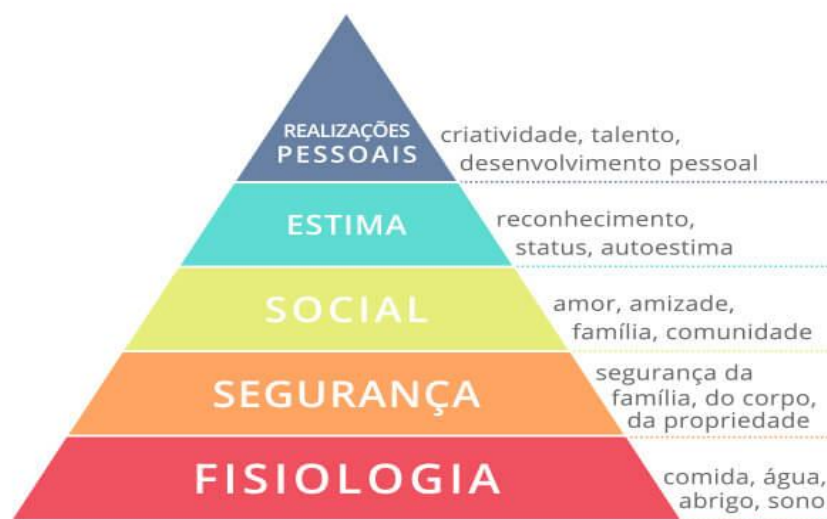 REALIZAÇÕES
PESSOAIS
criatividade, talento,
desenvolvimento pessoal
ESTIMA
reconhecimento,
status, autoestima
SOCIAL
amor, amizade,
família, comunidade
SEGURANÇA
segurança da
família, do corpo,
da propriedade
FISIOLOGIA
comida, água,
abrigo, sono